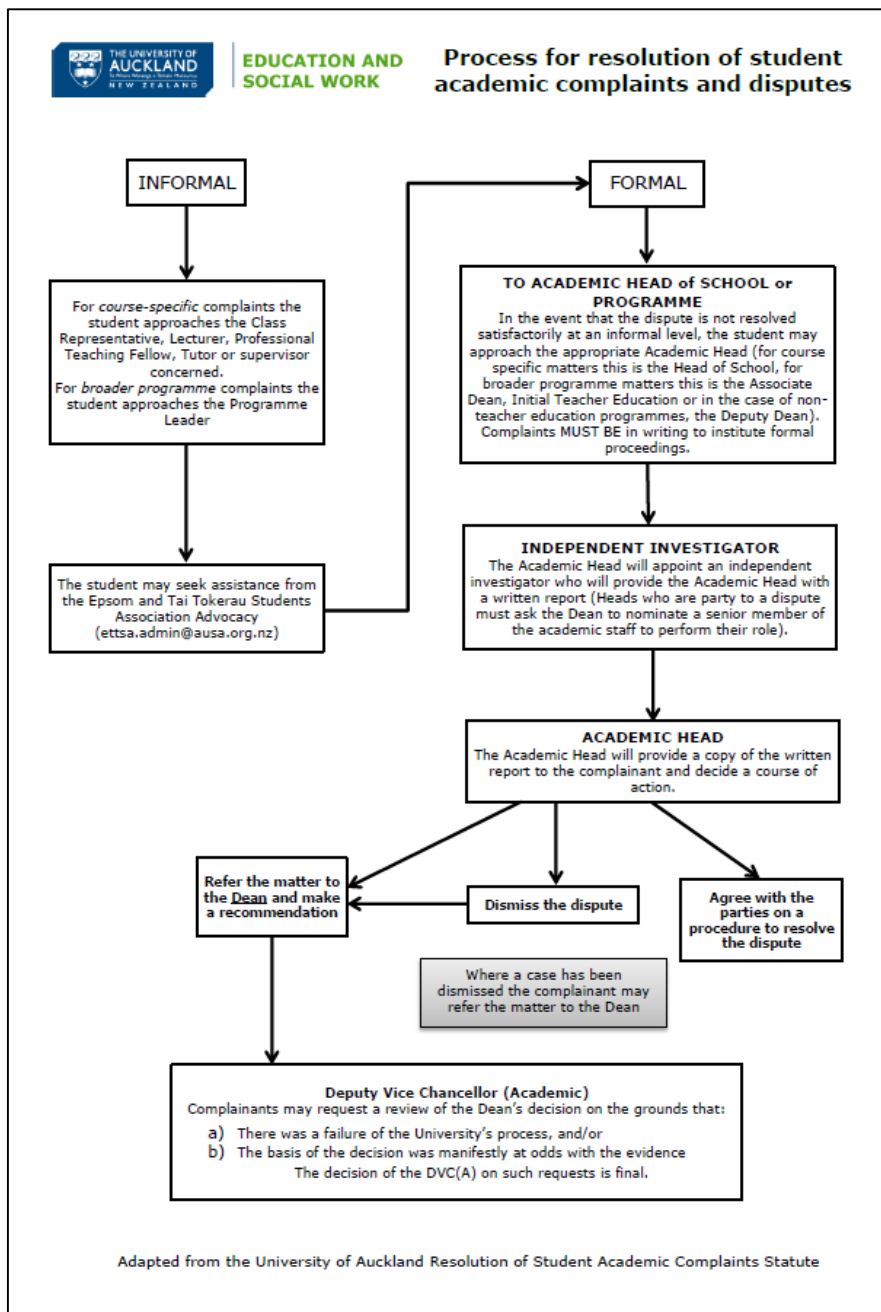 THE UNIVERSITY OF
AUCKLAND
NEW ZEALAND
EDUCATION AND
SOCIAL WORK
Process for resolution of student
academic complaints and disputes
INFORMAL
For course-specific complaints the
student approaches the Class
Representative, Lecturer, Professional
Teaching Fellow, Tutor or supervisor
concerned.
For broader programme complaints the
student approaches the Programme
Leader
The student may seek assistance from
the Epsom and Tai Tokerau Students
Association Advocacy
(ettsa.admin@ausa.org.nz)
FORMAL
TO ACADEMIC HEAD of SCHOOL or
PROGRAMME
In the event that the dispute is not resolved
satisfactorily at an informal level, the student may
approach the appropriate Academic Head (for course
specific matters this is the Head of School, for
broader programme matters this is the Associate
Dean, Initial Teacher Education or in the case of non-
teacher education programmes, the Deputy Dean).
Complaints MUST BE in writing to institute formal
proceedings.
INDEPENDENT INVESTIGATOR
The Academic Head will appoint an independent
investigator who will provide the Academic Head with
a written report (Heads who are party to a dispute
must ask the Dean to nominate a senior member of
the academic staff to perform their role).
ACADEMIC HEAD
The Academic Head will provide a copy of the written
report to the complainant and decide a course of
action.
Refer the matter to
the Dean and make
a recommendation
Dismiss the dispute
Agree with the
parties on a
procedure to resolve
the dispute
Where a case has been
dismissed the complainant may
refer the matter to the Dean
Deputy Vice Chancellor (Academic)
Complainants may request a review of the Dean's decision on the grounds that:
a) There was a failure of the University's process, and/or
b) The basis of the decision was manifestly at odds with the evidence
The decision of the DVC(A) on such requests is final.
Adapted from the University of Auckland Resolution of Student Academic Complaints Statute